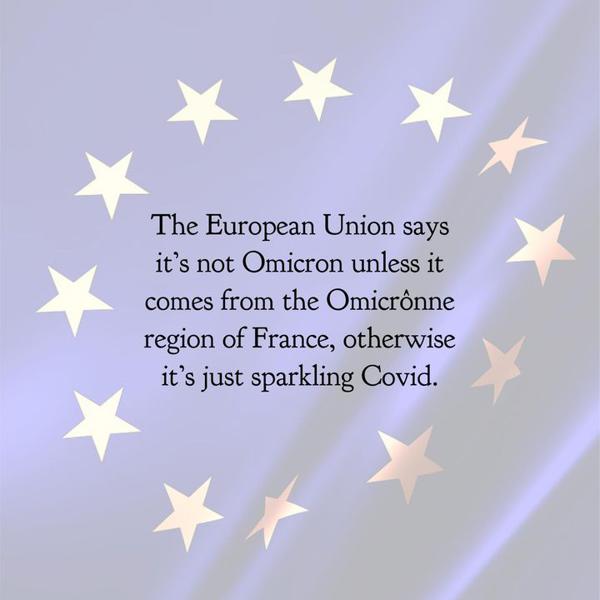 The European Union says
it's not Omicron unless it
comes from the Omicrônne
region of France, otherwise
it's just sparkling Covid.